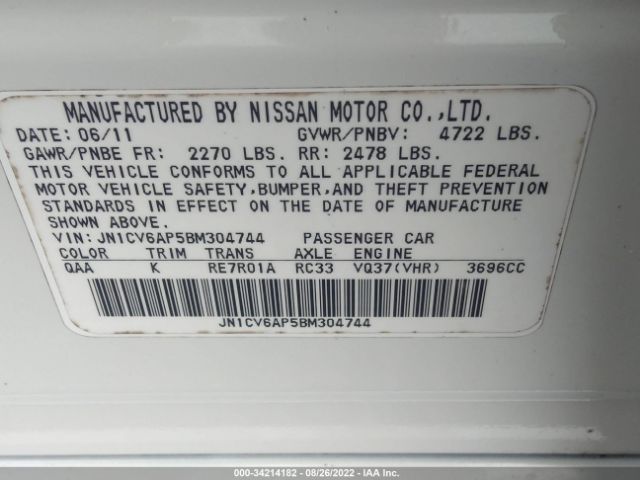 MANUFACTURED BY NISSAN MOTOR CO.,LTD.
DATE: 06/11 GVWR/PNBV: 4722 LBS.
GAWR/PNBE FR: 2270 LBS. RR: 2478 LBS.
THIS VEHICLE CONFORMS TO ALL APPLICABLE FEDERAL
MOTOR VEHICLE SAFETY,BUMPER,AND THEFT PREVENTION
STANDARDS IN EFFECT ON THE DATE OF MANUFACTURE
SHOWN ABOVE.
VIN: JN1CV6AP5BM304744 PASSENGER CAR
COLOR TRIM TRANS AXLE ENGINE
QAA K RE7R01A RC33 VQ37(VHR) 3696CC
JN1CV6AP5BM304744
000-34214182 - 08/26/2022 - IAA Inc.